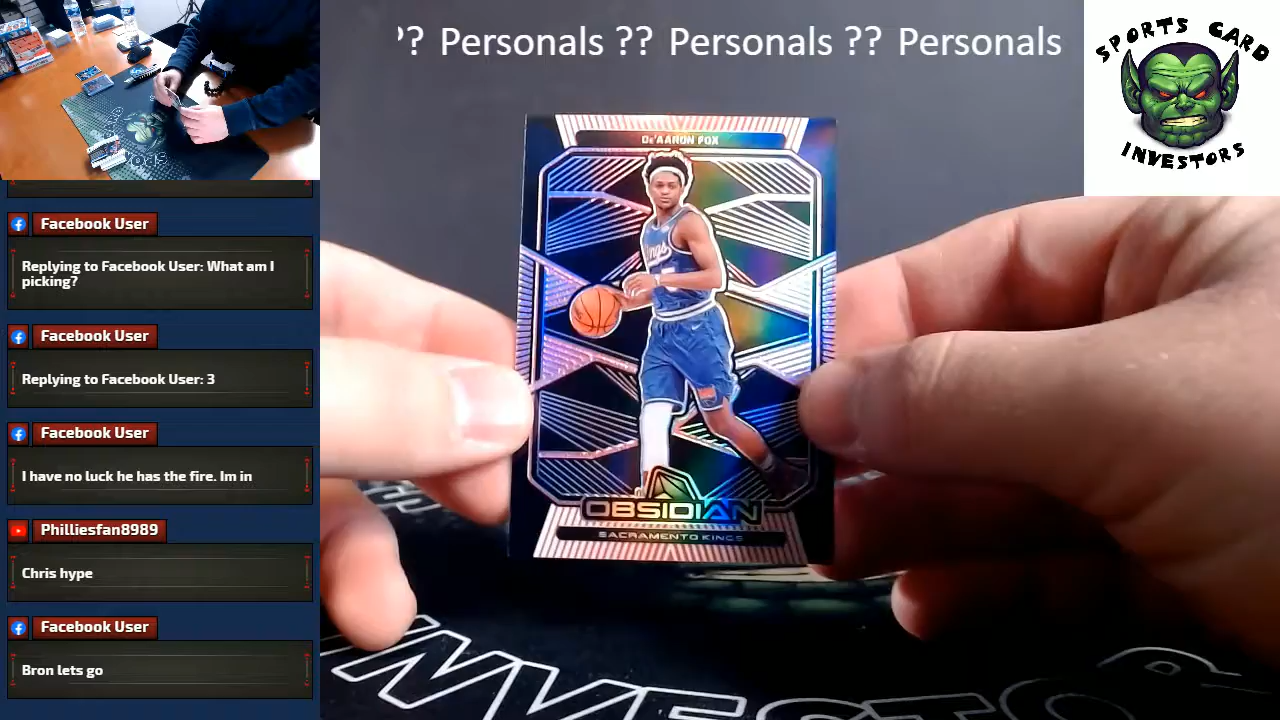 ?? Personals ?? Personals ?? Personals
SPORTS CARD
INVESTORS
De'AARON FOX
Kings
OBSIDIAN
SACRAMENTO KINGS
Facebook User
Replying to Facebook User: What am I
picking?
Facebook User
Replying to Facebook User: 3
Facebook User
I have no luck he has the fire. Im in
Phillies​fan8989
Chris hype
Facebook User
Bron lets go